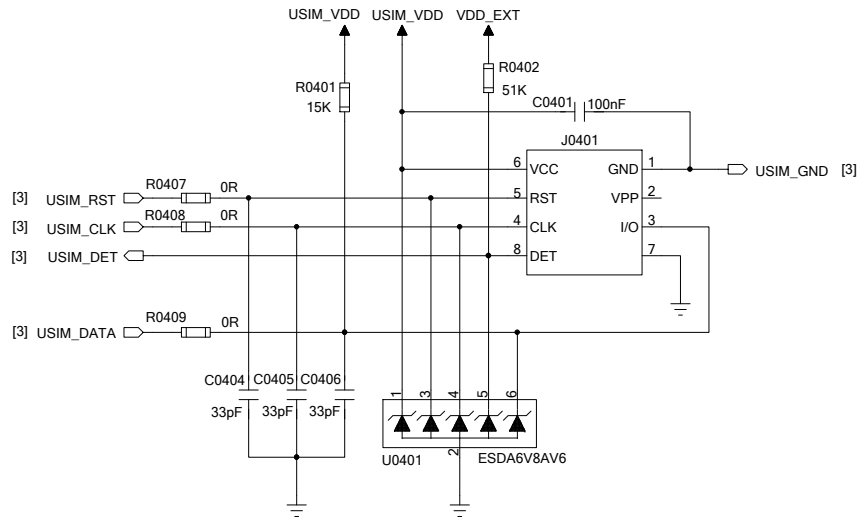 USIM_VDD USIM_VDD VDD_EXT
R0401
15K
R0402
51K
C0401 100nF
J0401
6 VCC GND 1
5 RST VPP 2
4 CLK I/O 3
8 DET 7
USIM_GND [3]
[3] USIM_RST R0407 0R
[3] USIM_CLK R0408 0R
[3] USIM_DET
[3] USIM_DATA R0409 0R
C0404 C0405 C0406
33pF 33pF 33pF
1 3 4 5 6
2
U0401 ESDA6V8AV6